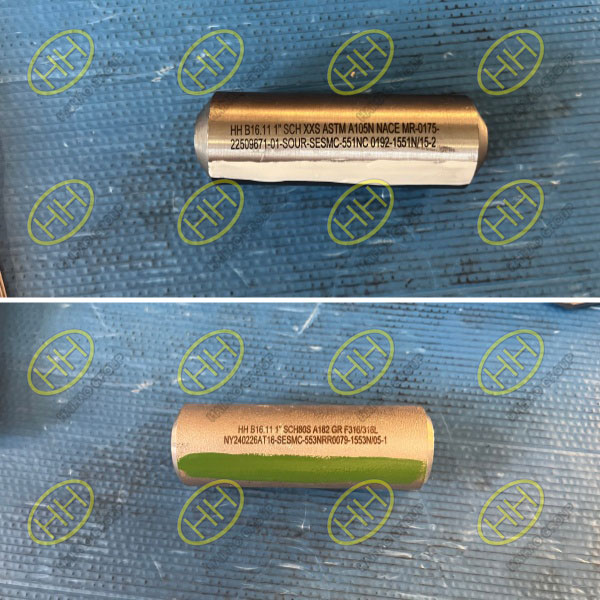 HH B16.11 1" SCH XXS ASTM A105N NACE MR-0175-
22509671-01-SOUR-SESMC-551NC 0192-1551N/15-2
HH B16.11 1" SCH80S A182 GR F316/316L
NY240226AT16-SESMC-553NRR0079-1553N/05-1